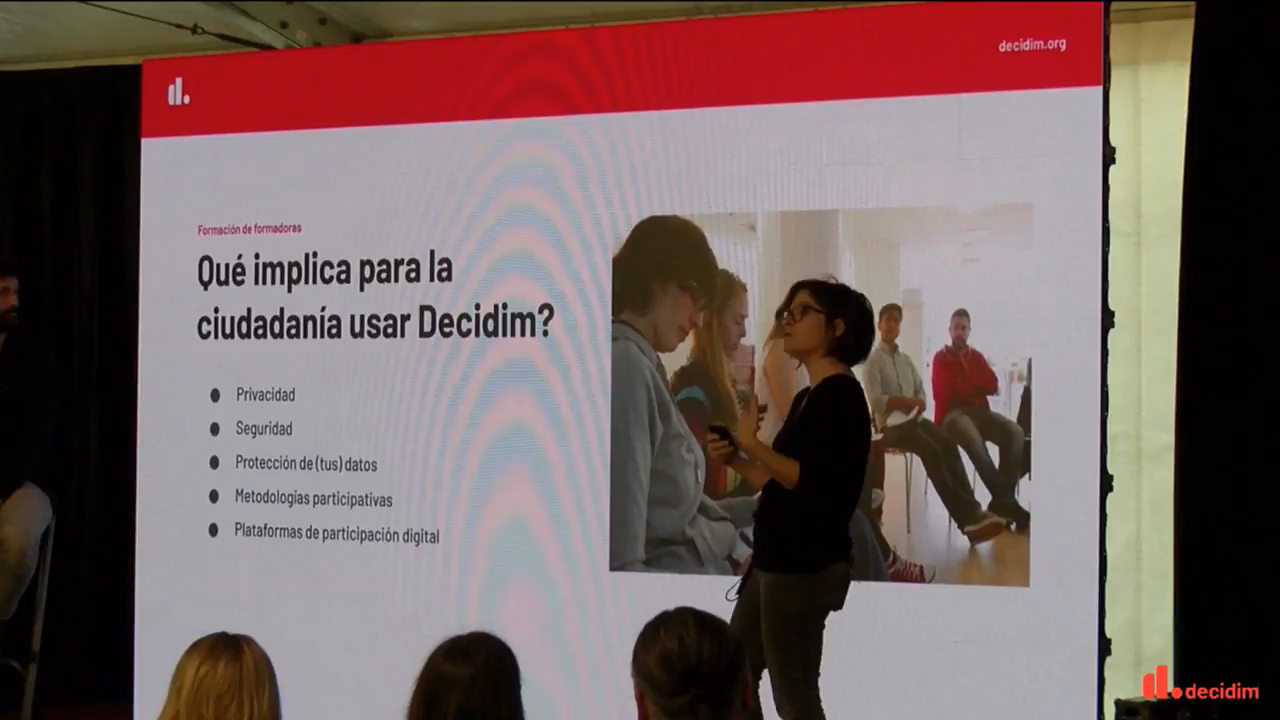 decidim.org
Formación de formadoras
Qué implica para la
ciudadanía usar Decidim?
Privacidad
Seguridad
Protección de (tus) datos
Metodologías participativas
Plataformas de participación digital
decidim